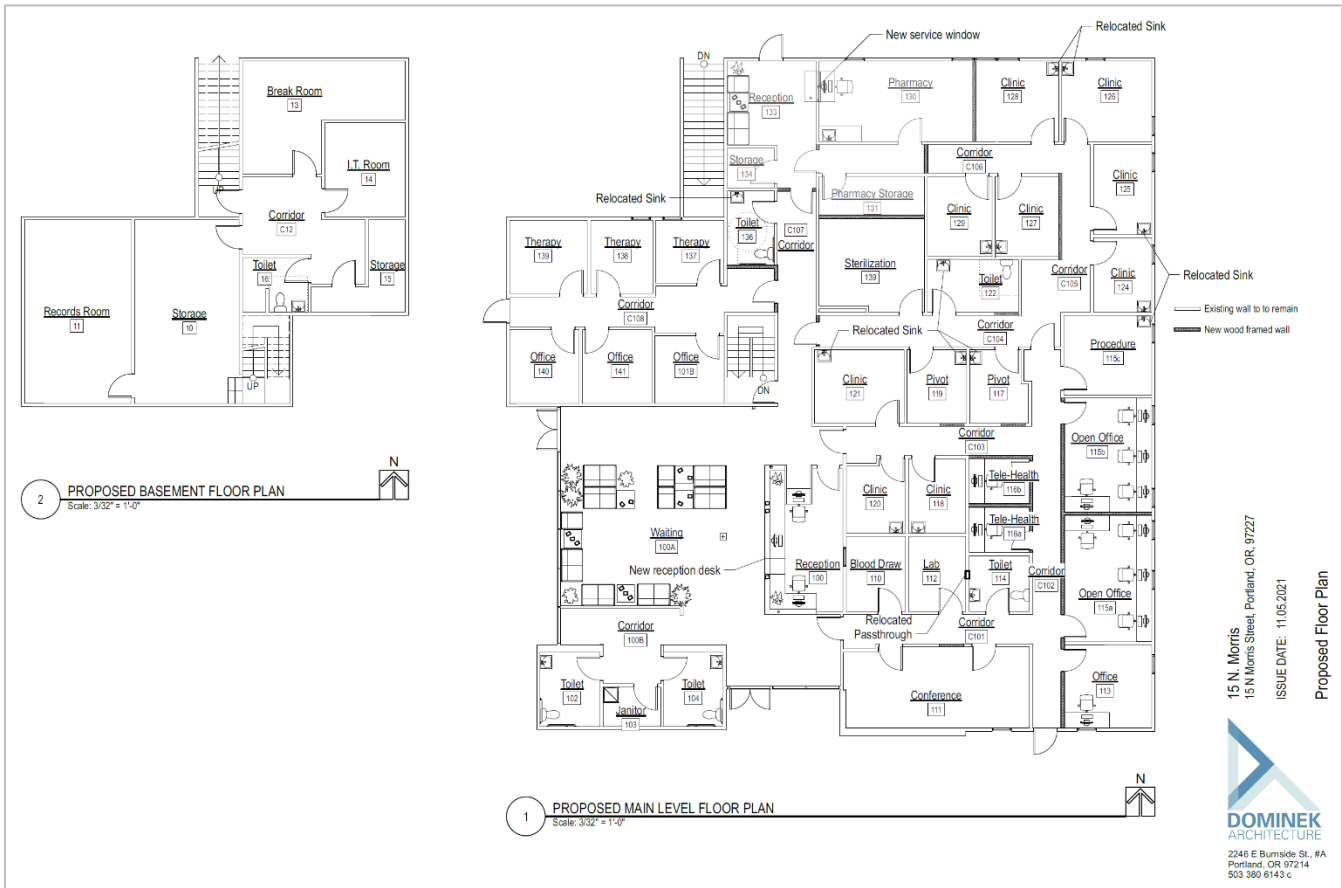 Break Room
13
I.T. Room
14
UP
Corridor
C12
Toilet
16
Storage
15
Records Room
11
Storage
10
UP
N
2
PROPOSED BASEMENT FLOOR PLAN
Scale: 3/32" = 1'-0"
DN
New service window
Relocated Sink
Reception
133
Pharmacy
130
Clinic
128
Clinic
126
Storage
134
Corridor
C106
Clinic
125
Relocated Sink
Pharmacy Storage
131
Toilet
136
C107
Corridor
Clinic
129
Clinic
127
Therapy
139
Therapy
138
Therapy
137
Sterilization
139
Toilet
122
Corridor
C105
Clinic
124
Relocated Sink
Corridor
C108
Existing wall to to remain
New wood framed wall
Relocated Sink
Corridor
C104
Procedure
115c
Office
140
Office
141
Office
101B
DN
Clinic
121
Pivot
119
Pivot
117
Corridor
C103
Open Office
115b
Tele-Health
116b
Clinic
120
Clinic
118
Tele-Health
116a
Waiting
100A
New reception desk
Reception
100
Blood Draw
110
Lab
112
Toilet
114
Corridor
C102
Open Office
115a
Relocated
Passthrough
Corridor
C101
Corridor
100B
Toilet
102
Janitor
103
Toilet
104
Conference
111
Office
113
N
1
PROPOSED MAIN LEVEL FLOOR PLAN
Scale: 3/32" = 1'-0"
15 N. Morris
15 N Morris Street, Portland, OR, 97227
ISSUE DATE: 11.05.2021
Proposed Floor Plan
DOMINEK
ARCHITECTURE
2246 E Burnside St., #A
Portland, OR 97214
503 380 6143 c